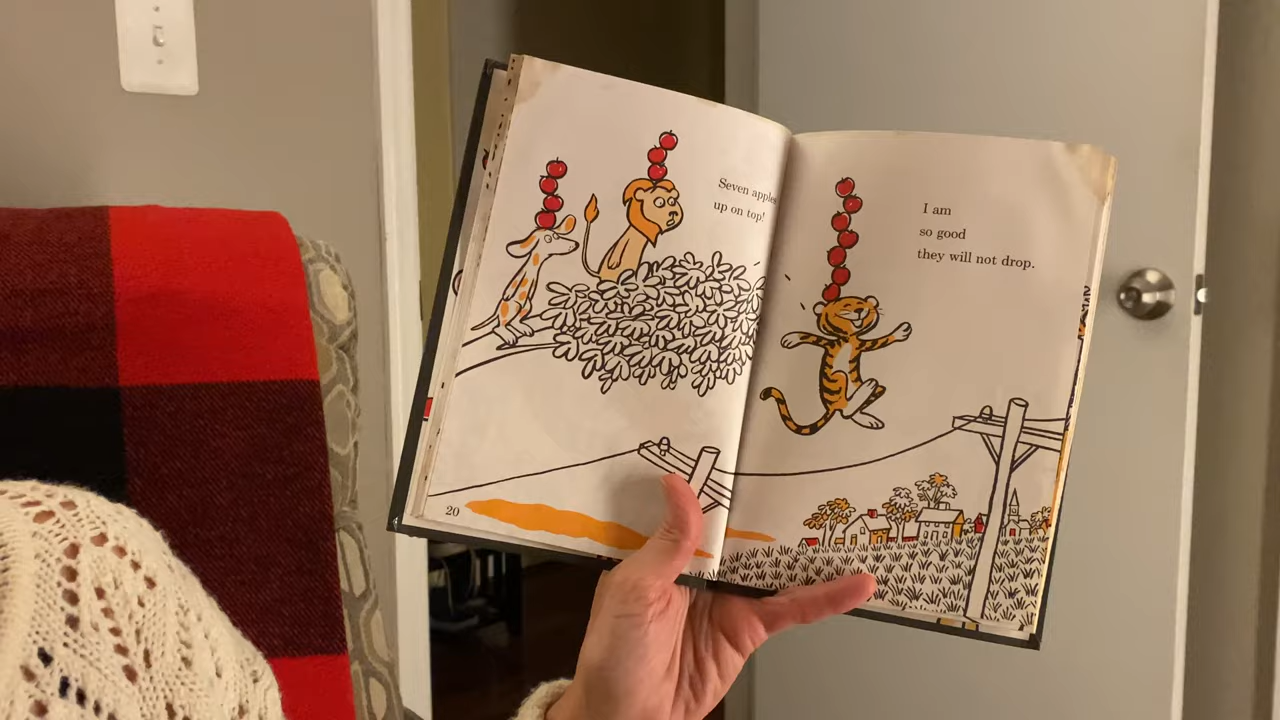 Seven apples
up on top!
20
I am
so good
they will not drop.